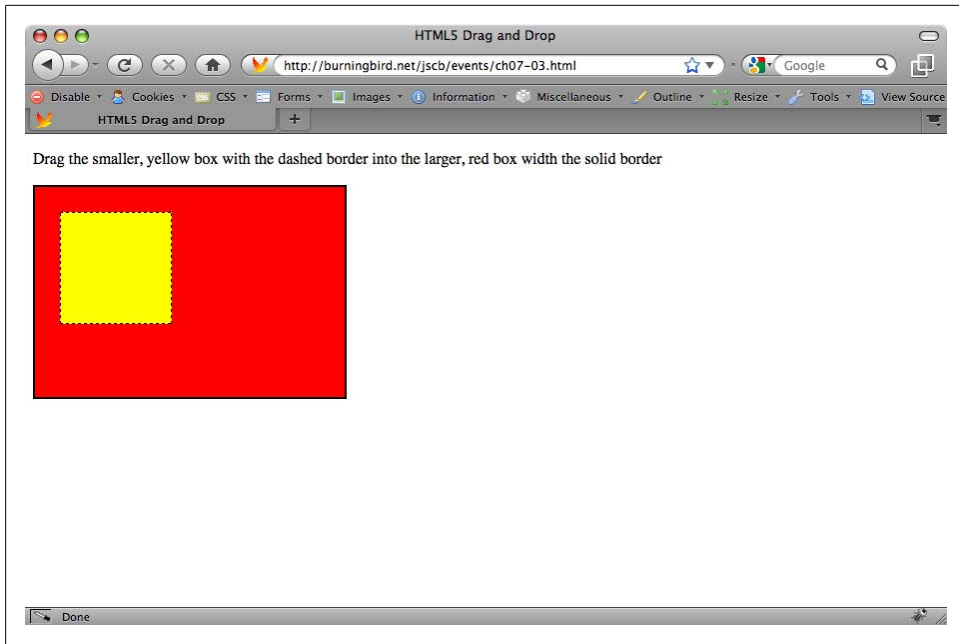 HTML5 Drag and Drop
http://burningbird.net/jscb/events/ch07-03.html
Google
Disable Cookies CSS Forms Images Information Miscellaneous Outline Resize Tools View Source
HTML5 Drag and Drop +
Drag the smaller, yellow box with the dashed border into the larger, red box width the solid border
Done